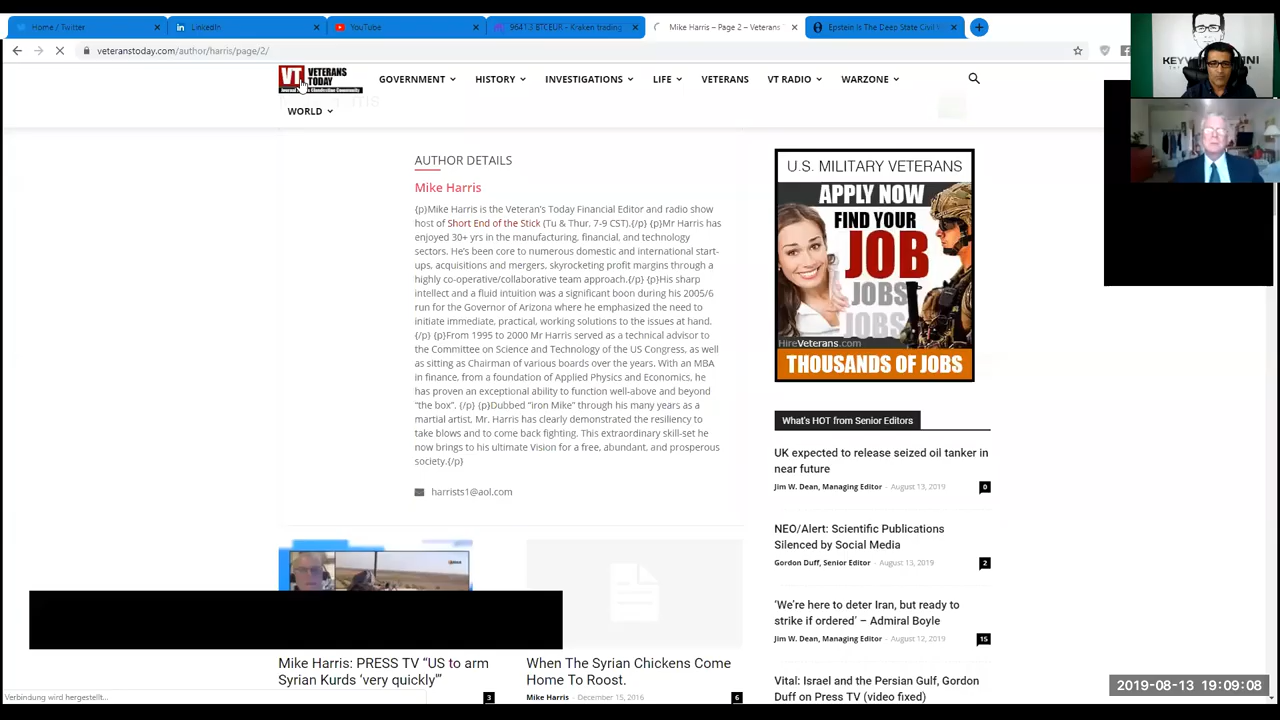 Home / Twitter
LinkedIn
YouTube
9641.3 BTCEUR - Kraken trading
Mike Harris – Page 2 – Veterans
Epstein Is The Deep State Civil
veteranstoday.com/author/harris/page/2/
VT VETERANS TODAY
GOVERNMENT
HISTORY
INVESTIGATIONS
LIFE
VETERANS
VT RADIO
WARZONE
WORLD
AUTHOR DETAILS
Mike Harris
{p}Mike Harris is the Veteran's Today Financial Editor and radio show
host of Short End of the Stick (Tu & Thur, 7-9 CST).{/p} {p}Mr Harris has
enjoyed 30+ yrs in the manufacturing, financial, and technology
sectors. He's been core to numerous domestic and international start-
ups, acquisitions and mergers, skyrocketing profit margins through a
highly co-operative/collaborative team approach.{/p} {p}His sharp
intellect and a fluid intuition was a significant boon during his 2005/6
run for the Governor of Arizona where he emphasized the need to
initiate immediate, practical, working solutions to the issues at hand.
{/p} {p}From 1995 to 2000 Mr Harris served as a technical advisor to
the Committee on Science and Technology of the US Congress, as well
as sitting as Chairman of various boards over the years. With an MBA
in finance, from a foundation of Applied Physics and Economics, he
has proven an exceptional ability to function well-above and beyond
"the box". {/p} {p}Dubbed "iron Mike" through his many years as a
martial artist, Mr. Harris has clearly demonstrated the resiliency to
take blows and to come back fighting. This extraordinary skill-set he
now brings to his ultimate Vision for a free, abundant, and prosperous
society.{/p}
harrists1@aol.com
U.S. MILITARY VETERANS
APPLY NOW
FIND YOUR
JOB
JOBS
JOBS
HireVeterans.com
THOUSANDS OF JOBS
What's HOT from Senior Editors
UK expected to release seized oil tanker in
near future
Jim W. Dean, Managing Editor - August 13, 2019 0
NEO/Alert: Scientific Publications
Silenced by Social Media
Gordon Duff, Senior Editor - August 13, 2019 2
'We're here to deter Iran, but ready to
strike if ordered' – Admiral Boyle
Jim W. Dean, Managing Editor - August 12, 2019 15
Vital: Israel and the Persian Gulf, Gordon
Duff on Press TV (video fixed)
Mike Harris: PRESS TV "US to arm
Syrian Kurds 'very quickly'"
3
When The Syrian Chickens Come
Home To Roost.
Mike Harris - December 15, 2016 6
Verbindung wird hergestellt...
2019-08-13 19:09:08